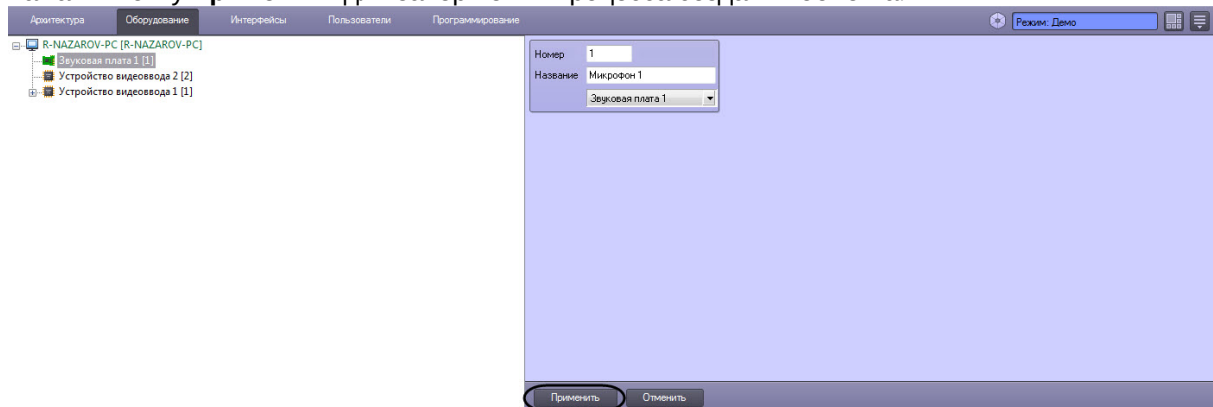 Архитектура Оборудование Интерфейсы Пользователи Программирование Режим: Демо
R-NAZAROV-PC [R-NAZAROV-PC]
Звуковая плата 1 [1]
Устройство видеоввода 2 [2]
Устройство видеоввода 1 [1]
Номер 1
Название Микрофон 1
Звуковая плата 1
Применить Отменить